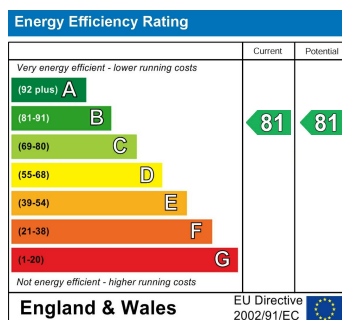 Energy Efficiency Rating
Current Potential
Very energy efficient - lower running costs
(92 plus) A
(81-91) B 81 81
(69-80) C
(55-68) D
(39-54) E
(21-38) F
(1-20) G
Not energy efficient - higher running costs
England & Wales
EU Directive
2002/91/EC